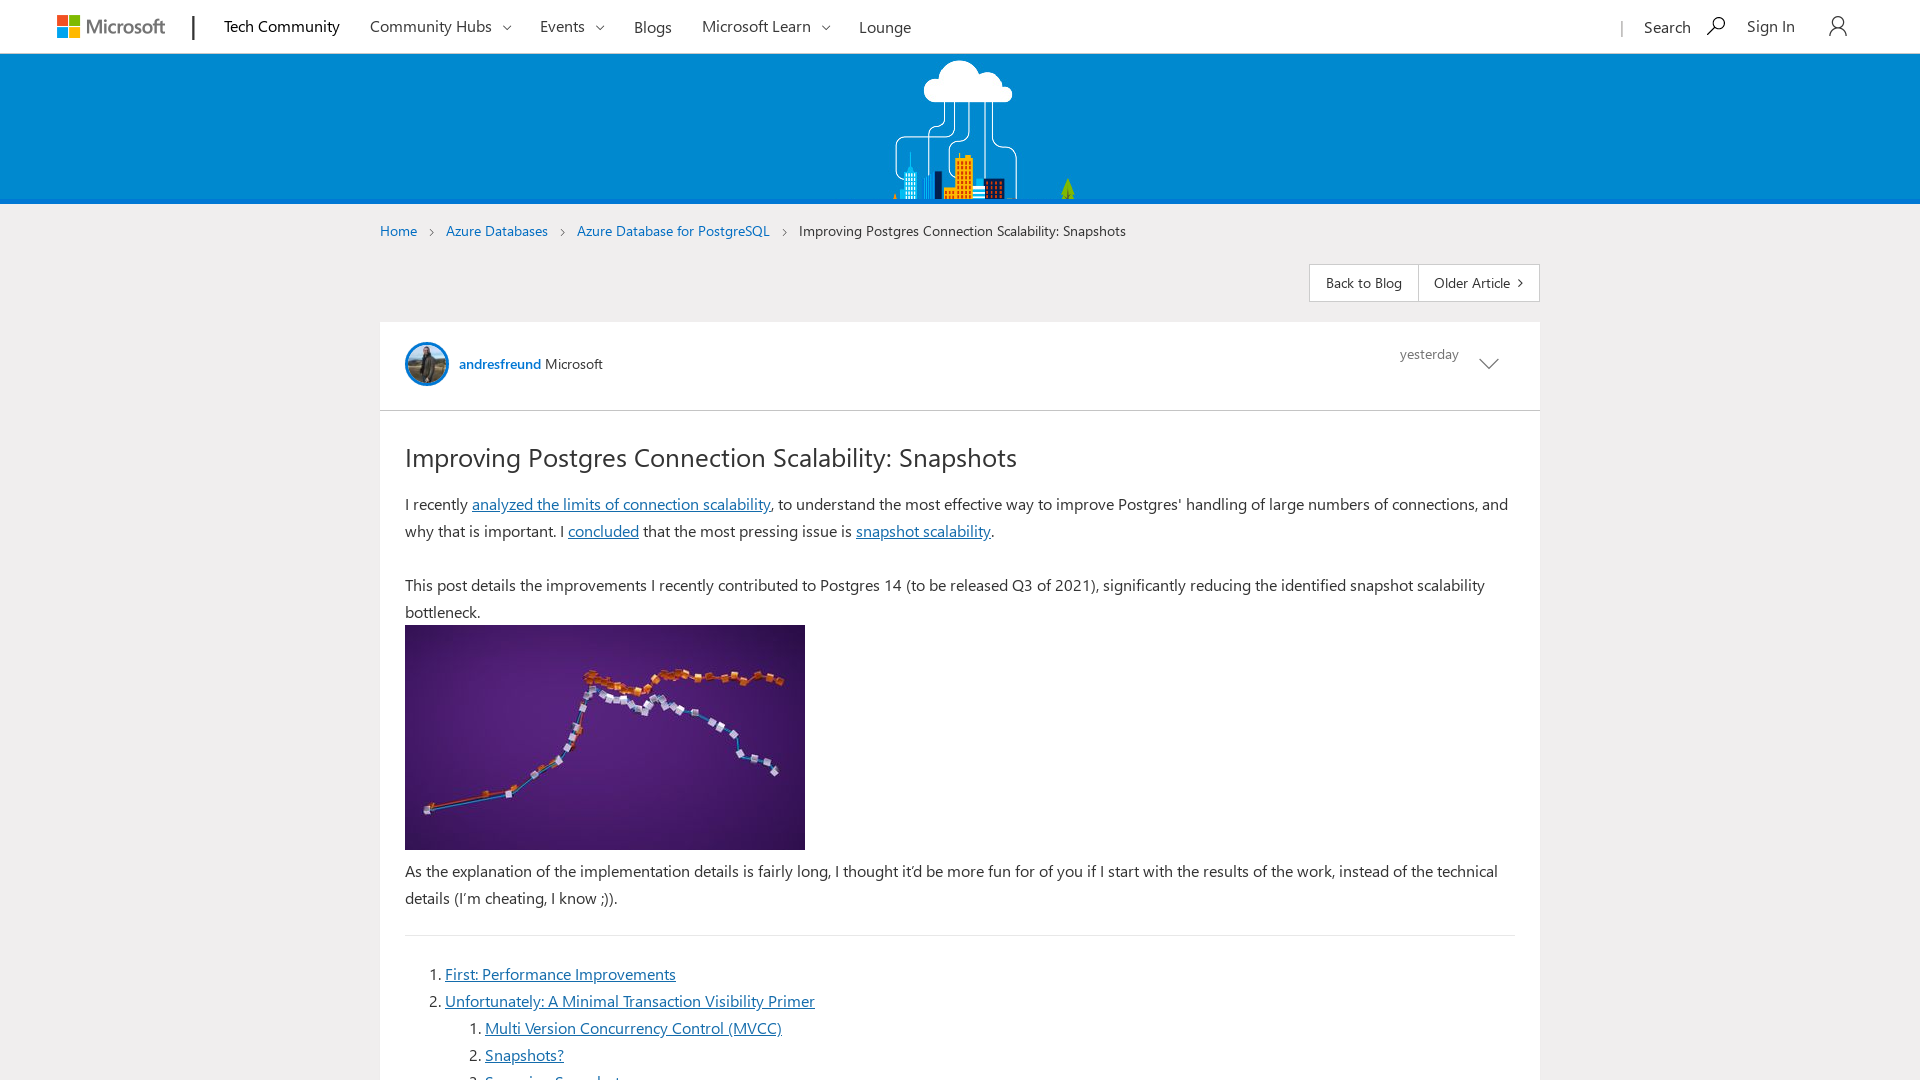 Microsoft
Tech Community
Community Hubs
Events
Blogs
Microsoft Learn
Lounge
Search
Sign In
Home
Azure Databases
Azure Database for PostgreSQL
Improving Postgres Connection Scalability: Snapshots
Back to Blog
Older Article
andresfreund Microsoft
yesterday
Improving Postgres Connection Scalability: Snapshots
I recently analyzed the limits of connection scalability, to understand the most effective way to improve Postgres' handling of large numbers of connections, and
why that is important. I concluded that the most pressing issue is snapshot scalability.
This post details the improvements I recently contributed to Postgres 14 (to be released Q3 of 2021), significantly reducing the identified snapshot scalability
bottleneck.
As the explanation of the implementation details is fairly long, I thought it’d be more fun for of you if I start with the results of the work, instead of the technical
details (I’m cheating, I know ;)).
1. First: Performance Improvements
2. Unfortunately: A Minimal Transaction Visibility Primer
1. Multi Version Concurrency Control (MVCC)
2. Snapshots?